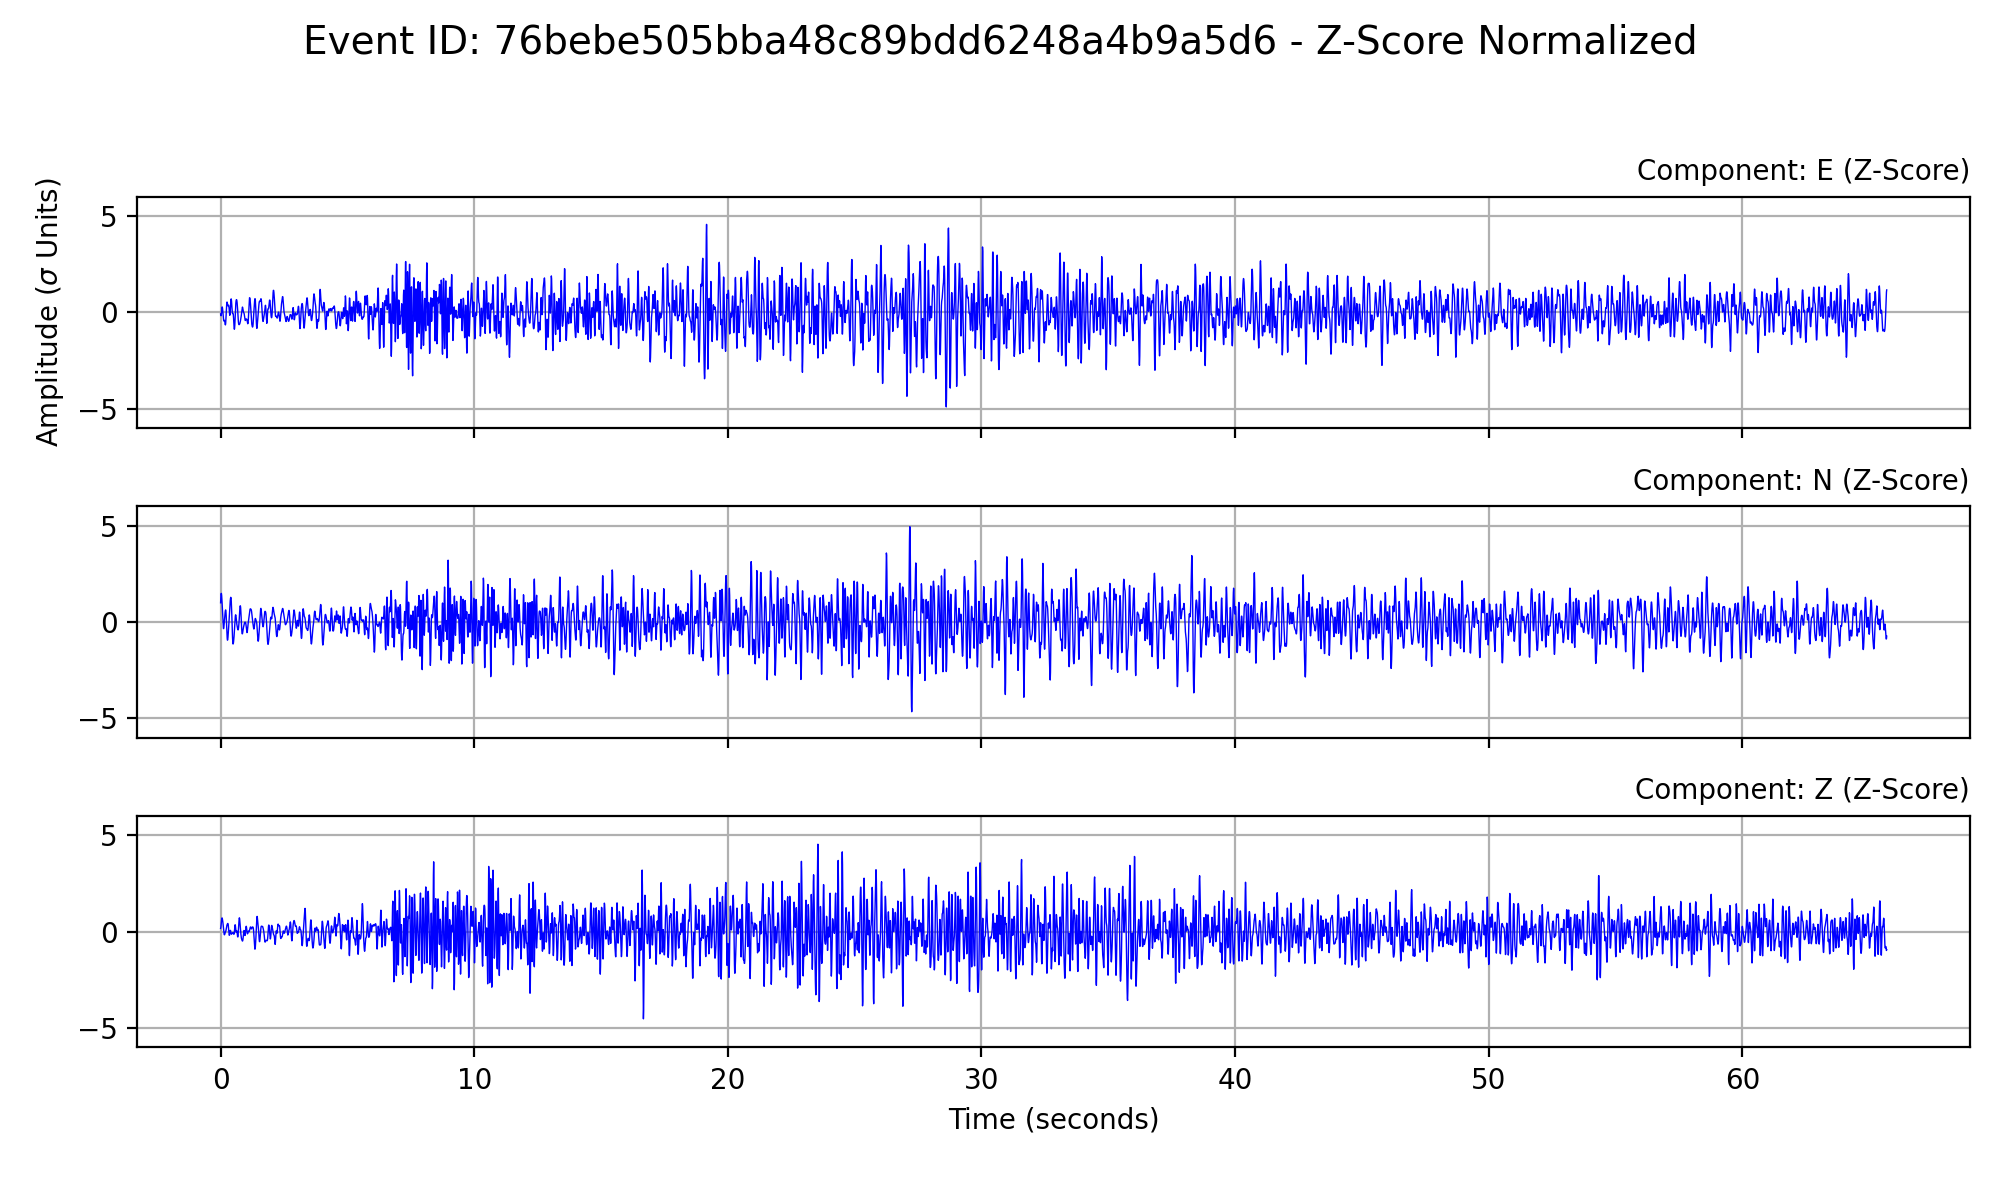 Event ID: 76bebe505bba48c89bdd6248a4b9a5d6 - Z-Score Normalized
Component: E (Z-Score)
Amplitude (σ Units)
5
0
−5
Component: N (Z-Score)
5
0
−5
Component: Z (Z-Score)
5
0
−5
0 10 20 30 40 50 60
Time (seconds)